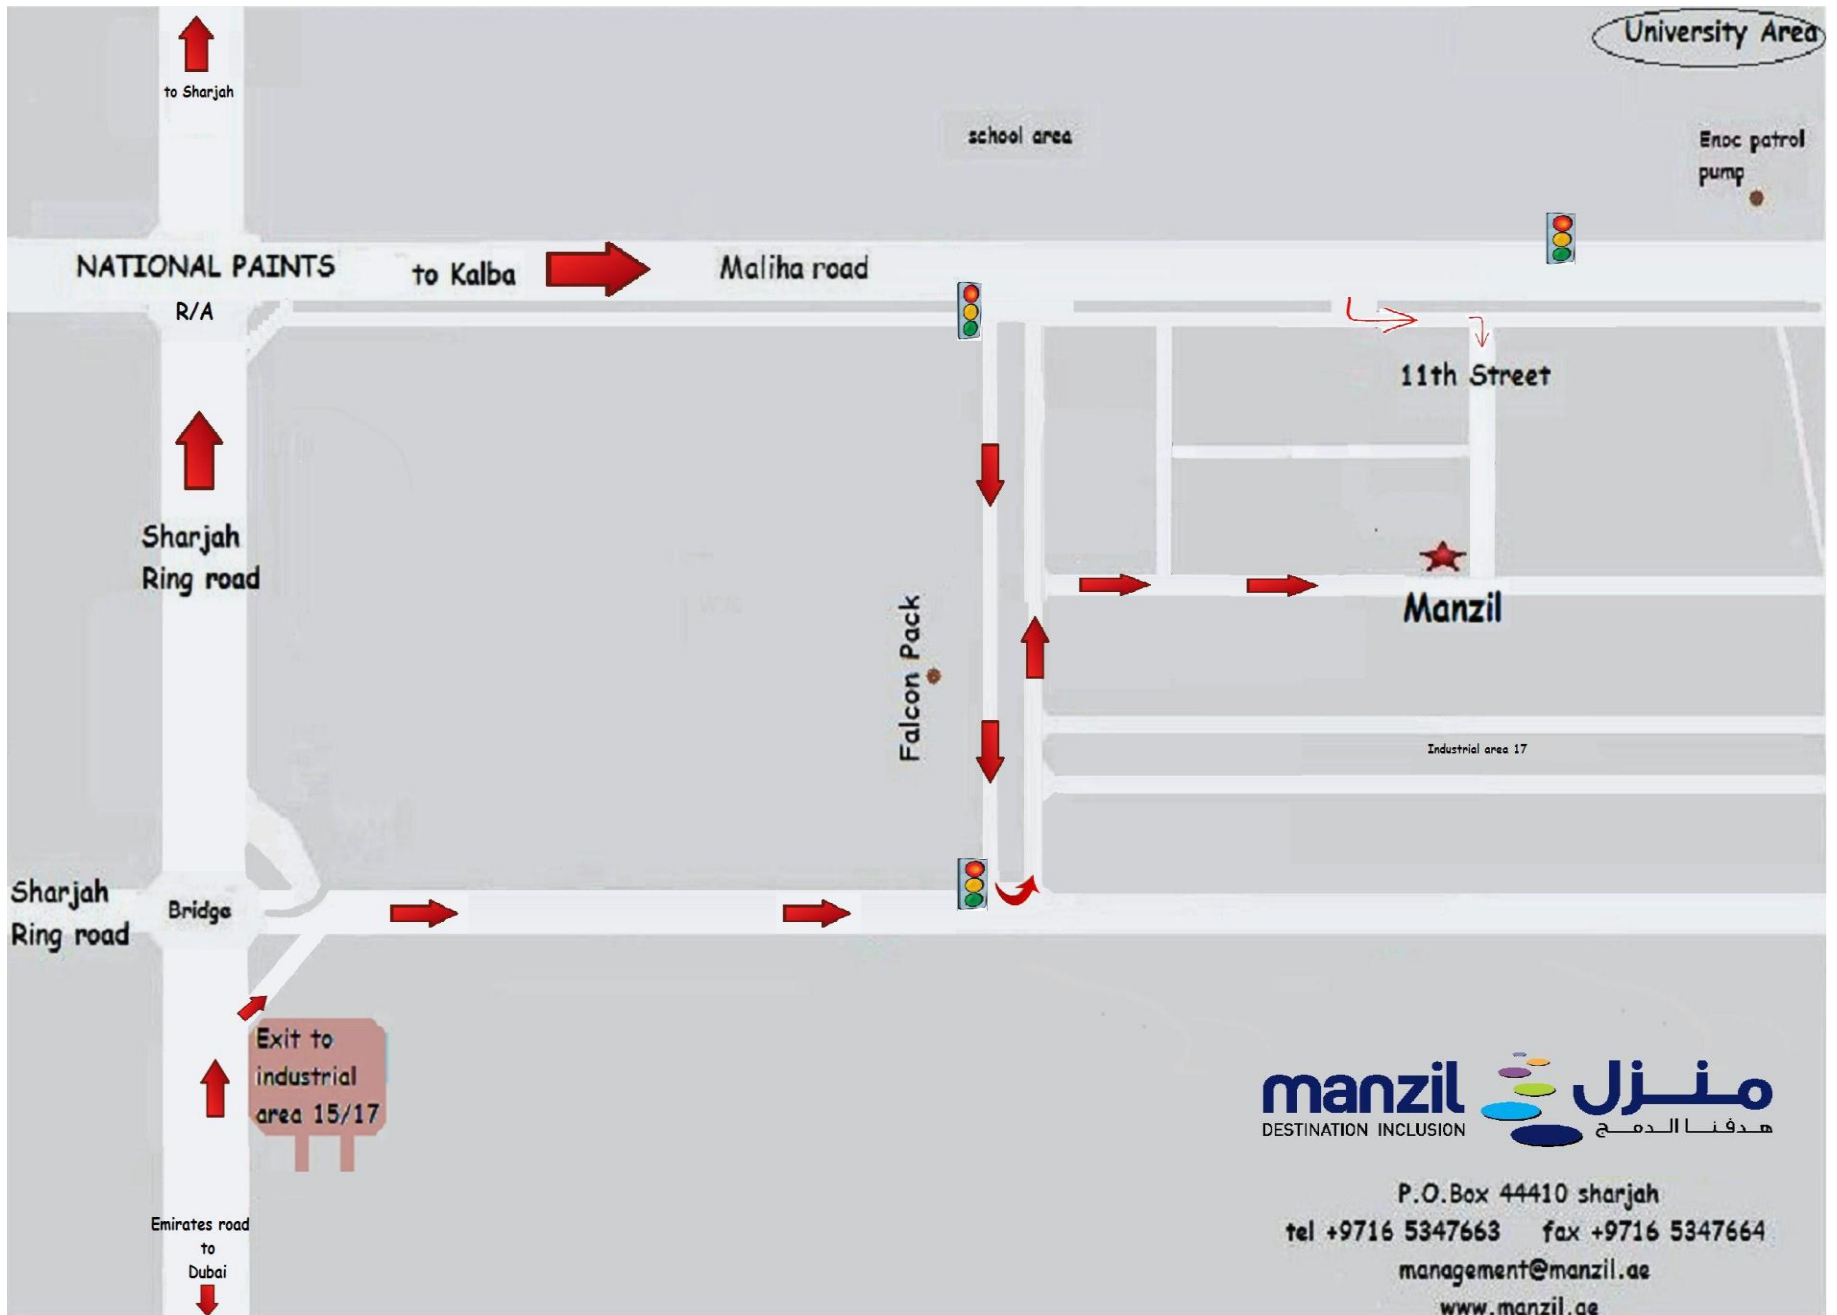 University Area
to Sharjah
school area
Enoc patrol
pump
NATIONAL PAINTS
R/A
to Kalba
Maliha road
11th Street
Sharjah
Ring road
Manzil
Falcon Pack
Industrial area 17
Sharjah
Ring road
Bridge
Exit to
industrial
area 15/17
Emirates road
to
Dubai
manzil
DESTINATION INCLUSION
منزل
هدفنا الدمج
P.O.Box 44410 sharjah
tel +9716 5347663 fax +9716 5347664
management@manzil.ae
www.manzil.ae